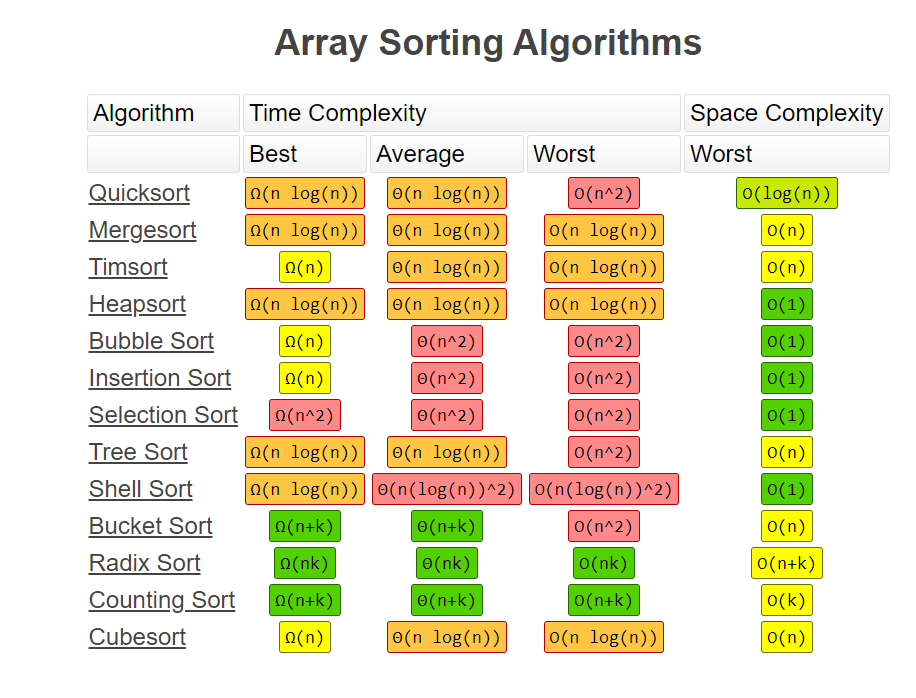 Array Sorting Algorithms
Algorithm Time Complexity Space Complexity
Best Average Worst Worst
Quicksort Ω(n log(n)) Θ(n log(n)) O(n^2) O(log(n))
Mergesort Ω(n log(n)) Θ(n log(n)) O(n log(n)) O(n)
Timsort Ω(n) Θ(n log(n)) O(n log(n)) O(n)
Heapsort Ω(n log(n)) Θ(n log(n)) O(n log(n)) O(1)
Bubble Sort Ω(n) Θ(n^2) O(n^2) O(1)
Insertion Sort Ω(n) Θ(n^2) O(n^2) O(1)
Selection Sort Ω(n^2) Θ(n^2) O(n^2) O(1)
Tree Sort Ω(n log(n)) Θ(n log(n)) O(n^2) O(n)
Shell Sort Ω(n log(n)) Θ(n(log(n))^2) O(n(log(n))^2) O(1)
Bucket Sort Ω(n+k) Θ(n+k) O(n^2) O(n)
Radix Sort Ω(nk) Θ(nk) O(nk) O(n+k)
Counting Sort Ω(n+k) Θ(n+k) O(n+k) O(k)
Cubesort Ω(n) Θ(n log(n)) O(n log(n)) O(n)